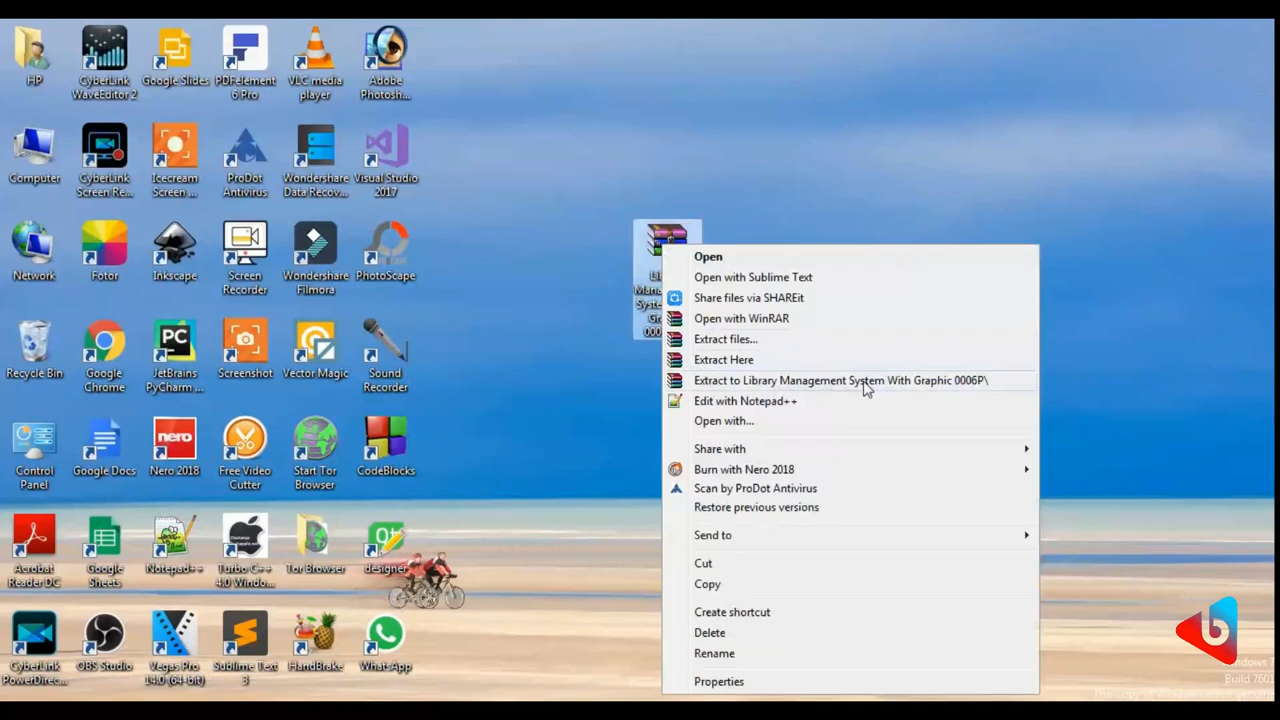 HP
CyberLink
WaveEditor 2
Google Slides
PDFelement
6 Pro
VLC media
player
Adobe
Photosh...
Computer
CyberLink
Screen Re...
Icecream
Screen ...
ProDot
Antivirus
Wondershare
Data Recov...
Visual Studio
2017
Network
Fotor
Inkscape
Screen
Recorder
Wondershare
Filmora
PhotoScape
Recycle Bin
Google
Chrome
PC
JetBrains
PyCharm ...
Screenshot
Vector Magic
Sound
Recorder
Control
Panel
Google Docs
nero
Nero 2018
Free Video
Cutter
Start Tor
Browser
CodeBlocks
Acrobat
Reader DC
Google
Sheets
Notepad++
Turbo C++
4.0 Windo...
Tor Browser
Qt
designer
CyberLink
PowerDirec...
OBS Studio
Vegas Pro
14.0 (64-bit)
Sublime Text
3
HandBrake
WhatsApp
Open
Open with Sublime Text
Share files via SHAREit
Open with WinRAR
Extract files...
Extract Here
Extract to Library Management System With Graphic 0006P\
Edit with Notepad++
Open with...
Share with
Burn with Nero 2018
Scan by ProDot Antivirus
Restore previous versions
Send to
Cut
Copy
Create shortcut
Delete
Rename
Properties
b
Build 7601